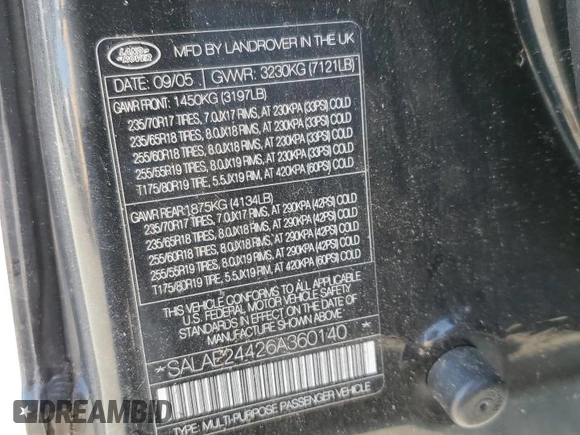 LAND
ROVER
MFD BY LANDROVER IN THE UK
DATE: 09/05 GVWR: 3230KG (7121LB)
GAWR FRONT: 1450KG (3197LB)
235/70R17 TIRES, 7.0JX17 RIMS, AT 230KPA (33PSI) COLD
235/65R18 TIRES, 8.0JX18 RIMS, AT 230KPA (33PSI) COLD
255/60R18 TIRES, 8.0JX18 RIMS, AT 230KPA (33PSI) COLD
255/55R19 TIRES, 8.0JX19 RIMS, AT 230KPA (33PSI) COLD
T175/80R19 TIRE, 5.5JX19 RIM, AT 420KPA (60PSI) COLD
GAWR REAR: 1875KG (4134LB)
235/70R17 TIRES, 7.0JX17 RIMS, AT 290KPA (42PSI) COLD
235/65R18 TIRES, 8.0JX18 RIMS, AT 290KPA (42PSI) COLD
255/60R18 TIRES, 8.0JX18 RIMS, AT 290KPA (42PSI) COLD
255/55R19 TIRES, 8.0JX19 RIMS, AT 290KPA (42PSI) COLD
T175/80R19 TIRE, 5.5JX19 RIM, AT 420KPA (60PSI) COLD
THIS VEHICLE CONFORMS TO ALL APPLICABLE
U.S. FEDERAL MOTOR VEHICLE SAFETY
STANDARDS IN EFFECT ON THE DATE OF
MANUFACTURE SHOWN ABOVE
*SALAE24426A360140*
TYPE: MULTI-PURPOSE PASSENGER VEHICLE
DREAMBID